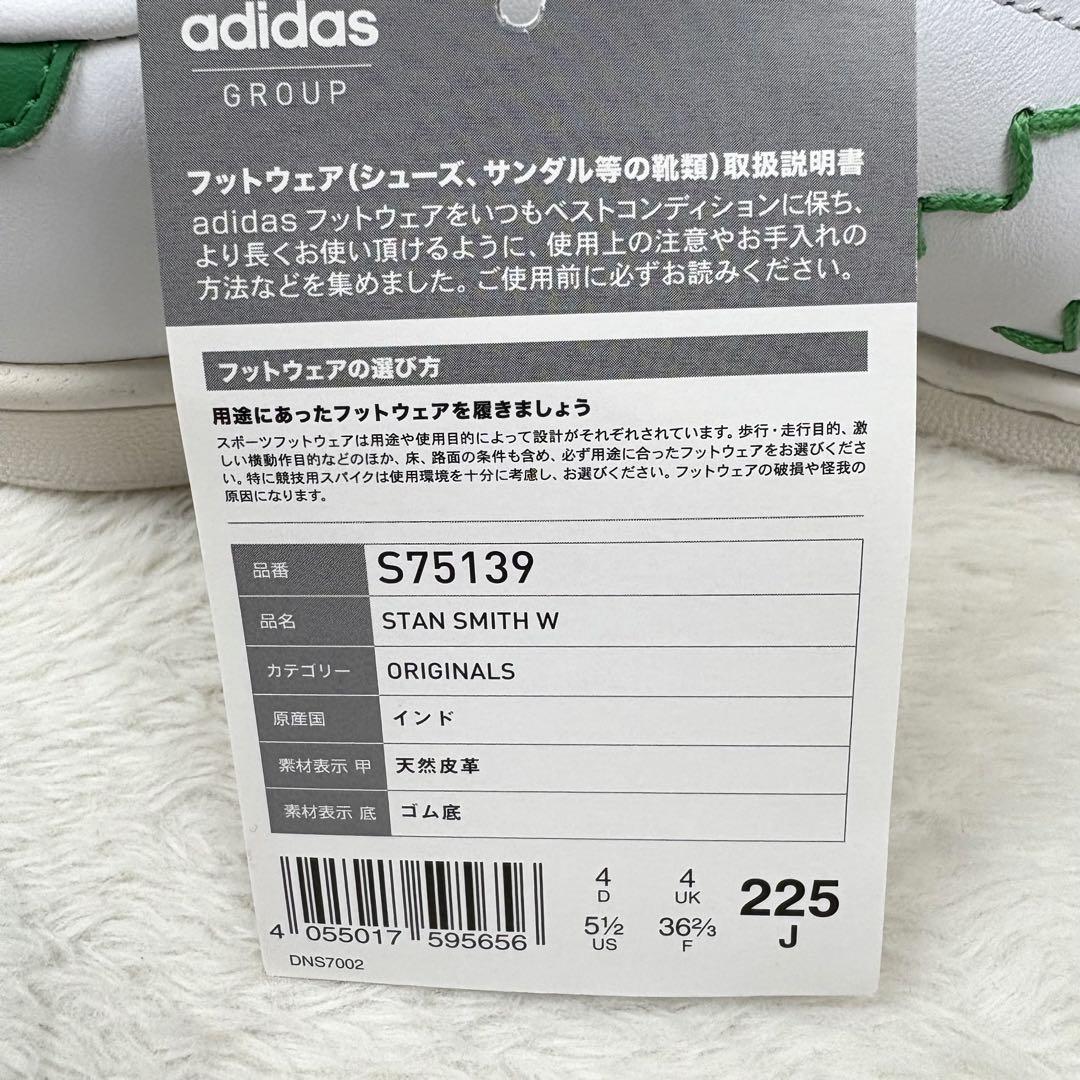 adidas
GROUP
フットウェア(シューズ、サンダル等の靴類)取扱説明書
adidas フットウェアをいつもベストコンディションに保ち、
より長くお使い頂けるように、使用上の注意やお手入れの
方法などを集めました。ご使用前に必ずお読みください。
フットウェアの選び方
用途にあったフットウェアを履きましょう
スポーツフットウェアは用途や使用目的によって設計がそれぞれされています。歩行・走行目的、激
しい横動作目的などのほか、床、路面の条件も含め、必ず用途に合ったフットウェアをお選びくださ
い。特に競技用スパイクは使用環境を十分に考慮し、お選びください。フットウェアの破損や怪我の
原因になります。
品番 S75139
品名 STAN SMITH W
カテゴリー ORIGINALS
原産国 インド
素材表示 甲 天然皮革
素材表示 底 ゴム底
4 055017 595656
DNS7002
4 D
4 UK
5½ US
36⅔ F
225 J